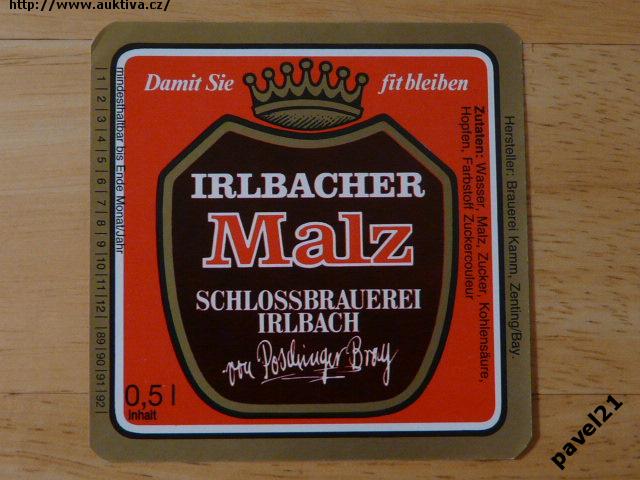 http://www.auktiva.cz/
Damit Sie fit bleiben
IRLBACHER
Malz
SCHLOSSBRAUEREI
IRLBACH
von Poschinger-Bray
0,5 l
Inhalt
mindesthaltbar bis Ende Monat/Jahr
| 1 | 2 | 3 | 4 | 5 | 6 | 7 | 8 | 9 |10|11|12| |89|90|91|92|
Zutaten: Wasser, Malz, Zucker, Kohlensäure,
Hopfen, Farbstoff Zuckercouleur
Hersteller: Brauerei Kamm, Zenting/Bay.
pavel21